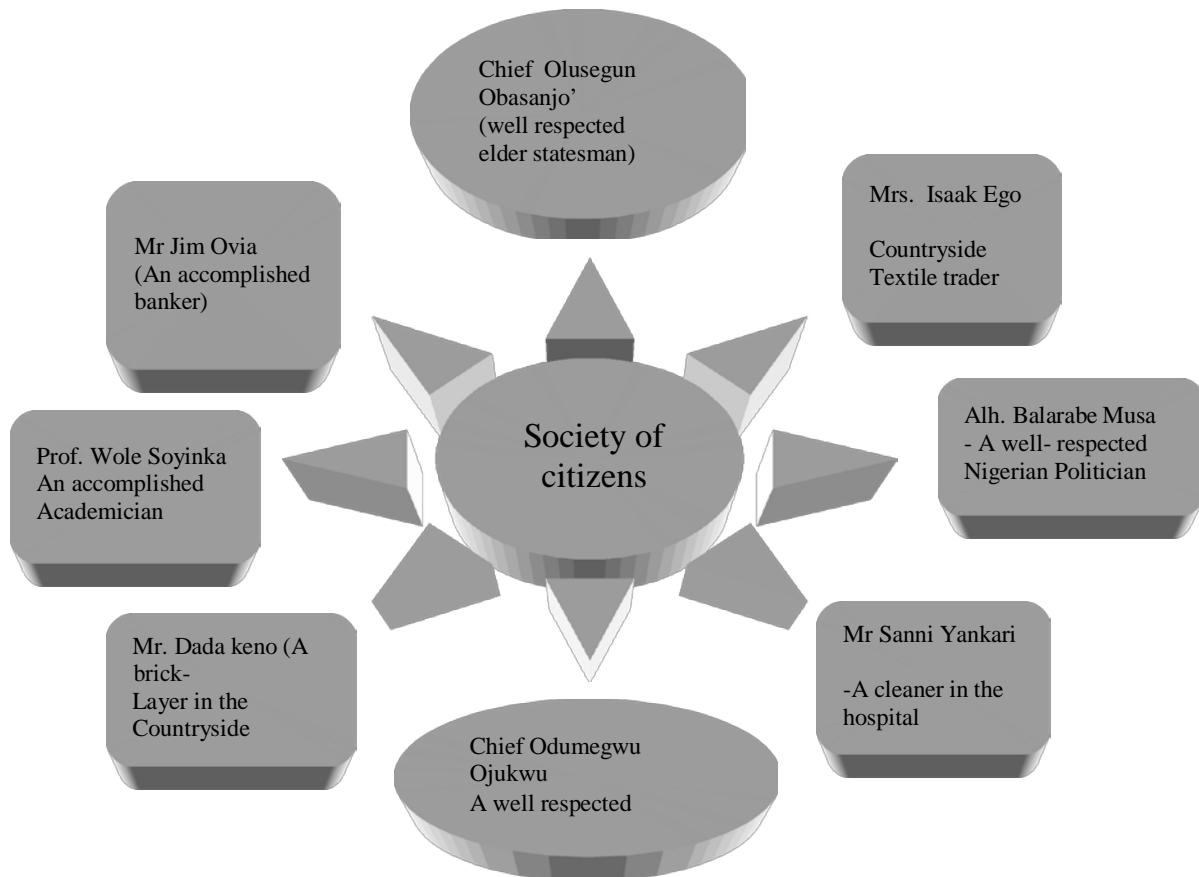 Chief Olusegun
Obasanjo’
(well respected
elder statesman)
Mrs. Isaak Ego
Countryside
Textile trader
Mr Jim Ovia
(An accomplished
banker)
Society of
citizens
Alh. Balarabe Musa
- A well- respected
Nigerian Politician
Prof. Wole Soyinka
An accomplished
Academician
Mr. Dada keno (A
brick-
Layer in the
Countryside
Mr Sanni Yankari
-A cleaner in the
hospital
Chief Odumegwu
Ojukwu
A well respected